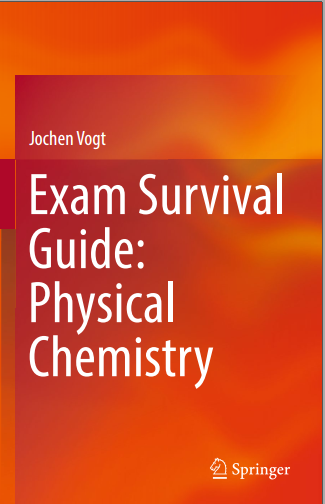 Jochen Vogt
Exam Survival
Guide:
Physical
Chemistry
Springer